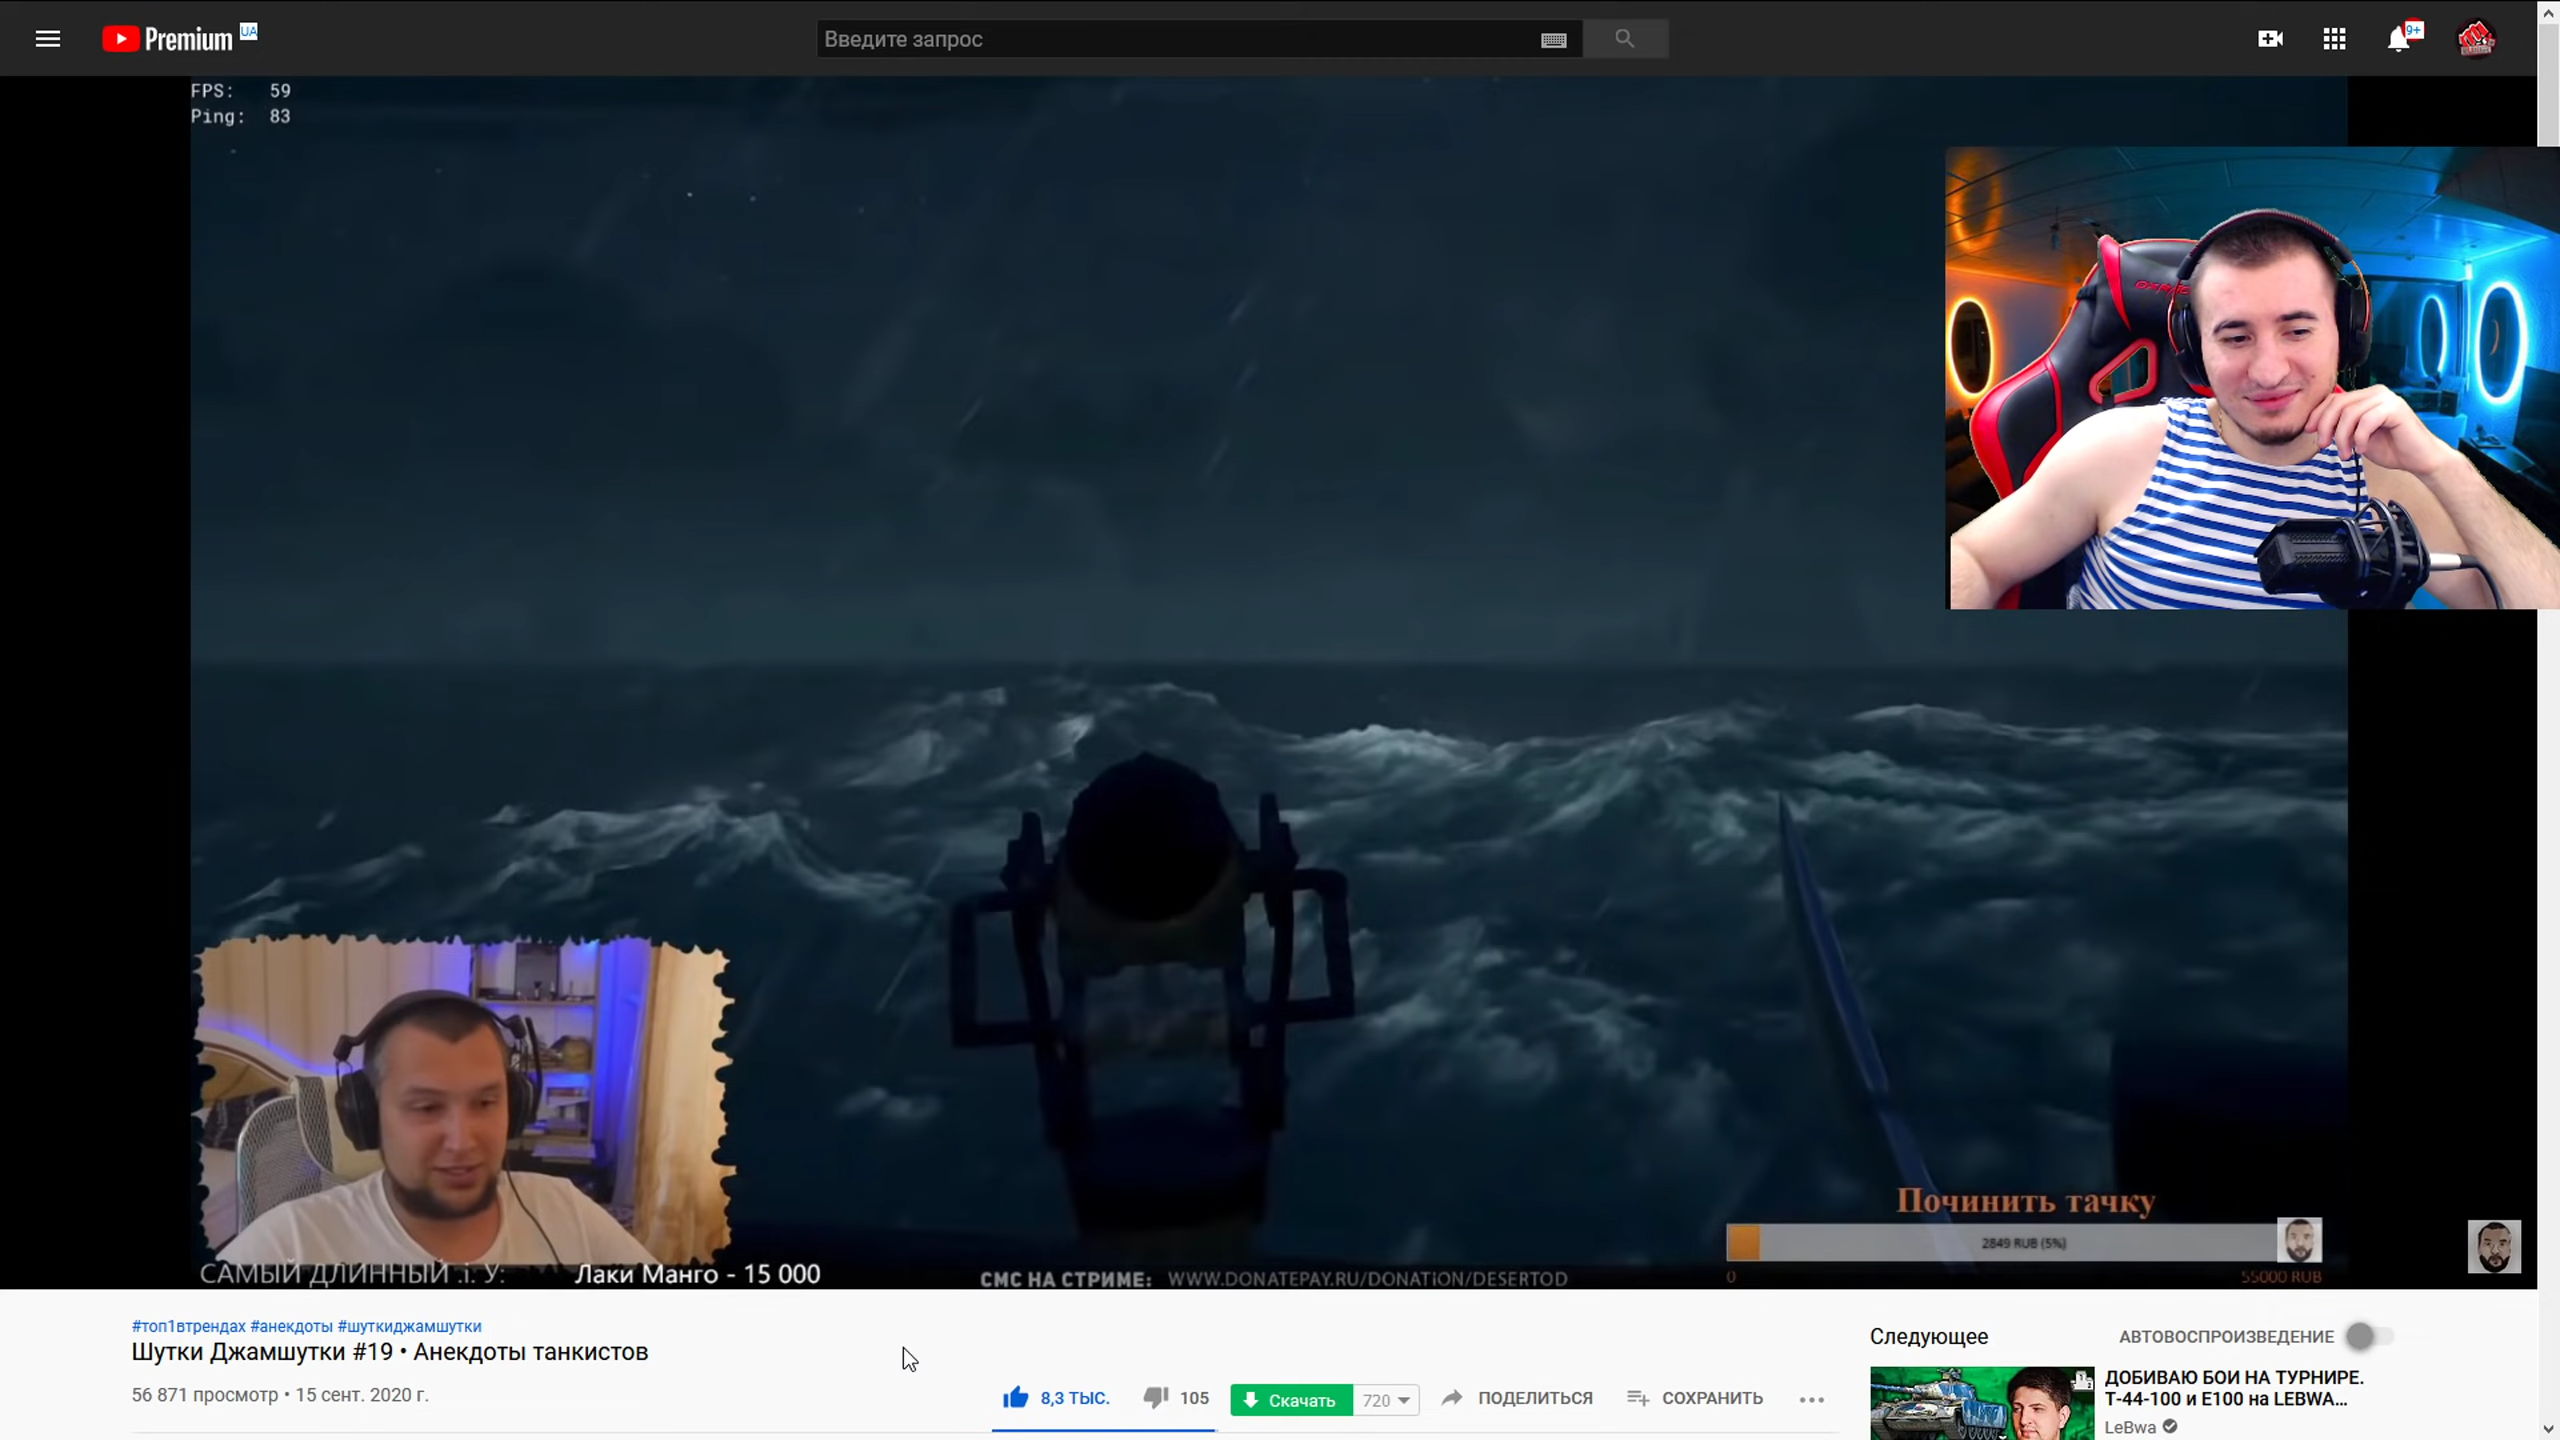 Premium UA
Введите запрос
9+
FPS: 59
Ping: 83
Починить тачку
2849 RUB (5%)
0 55000 RUB
САМЫЙ ДЛИННЫЙ .i. У: Лаки Манго - 15 000
СМС НА СТРИМЕ: WWW.DONATEPAY.RU/DONATION/DESERTOD
#топ1втрендах #анекдоты #шуткиджамшутки
Шутки Джамшутки #19 • Анекдоты танкистов
56 871 просмотр • 15 сент. 2020 г.
8,3 ТЫС. 105 Скачать 720 ПОДЕЛИТЬСЯ СОХРАНИТЬ
Следующее АВТОВОСПРОИЗВЕДЕНИЕ
ДОБИВАЮ БОИ НА ТУРНИРЕ.
Т-44-100 и E100 на LEBWA...
LeBwa